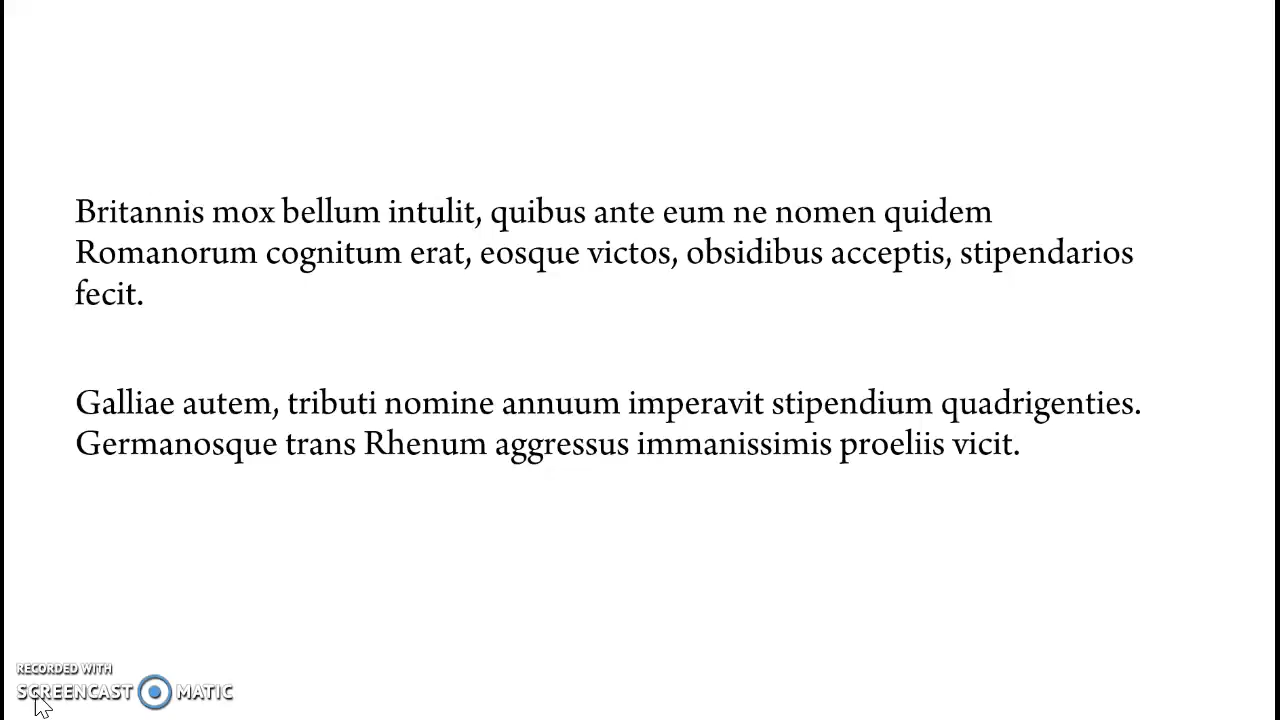 Britannis mox bellum intulit, quibus ante eum ne nomen quidem
Romanorum cognitum erat, eosque victos, obsidibus acceptis, stipendarios
fecit.
Galliae autem, tributi nomine annuum imperavit stipendium quadrigenties.
Germanosque trans Rhenum aggressus immanissimis proeliis vicit.
RECORDED WITH
SCREENCAST MATIC